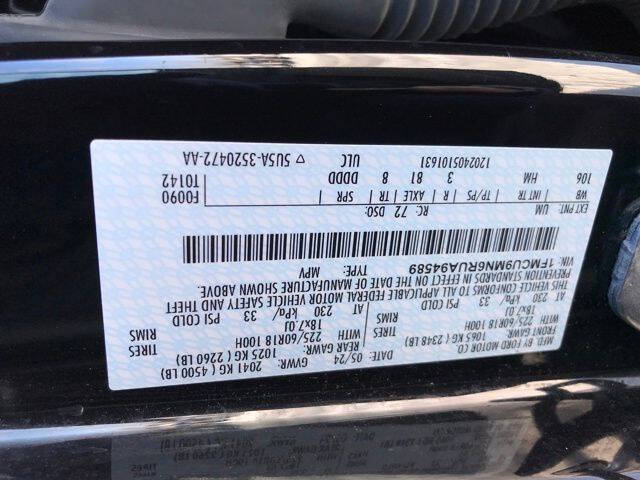 MFD. BY FORD MOTOR CO.
DATE: 05/24 GVWR: 2041 KG ( 4500 LB)
FRONT GAWR: 1065 KG ( 2348 LB) REAR GAWR: 1025 KG ( 2260 LB)
225/60R18 100H TIRES WITH 225/60R18 100H TIRES
18x7.0J RIMS 18x7.0J RIMS
AT 230 kPa/ 33 PSI COLD 230 kPa/ 33 PSI COLD
THIS VEHICLE CONFORMS TO ALL APPLICABLE FEDERAL MOTOR VEHICLE SAFETY AND THEFT
PREVENTION STANDARDS IN EFFECT ON THE DATE OF MANUFACTURE SHOWN ABOVE.
VIN: 1FMCU9MN6RUA94589 TYPE: MPV
EXT PNT: UM RC: 72 DSO: F0090
WB INT TR TP/PS R AXLE TR SPR T0142
106 HM 3 81 8 DDDD
1202405101631 ULC ▽ 5U5A-3520472-AA